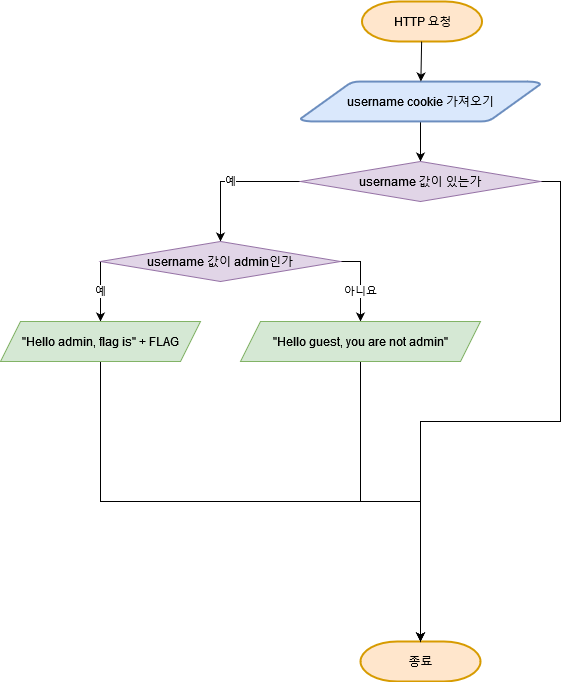 HTTP 요청
username cookie 가져오기
username 값이 있는가
예
username 값이 admin인가
예
아니요
"Hello admin, flag is" + FLAG
"Hello guest, you are not admin"
종료